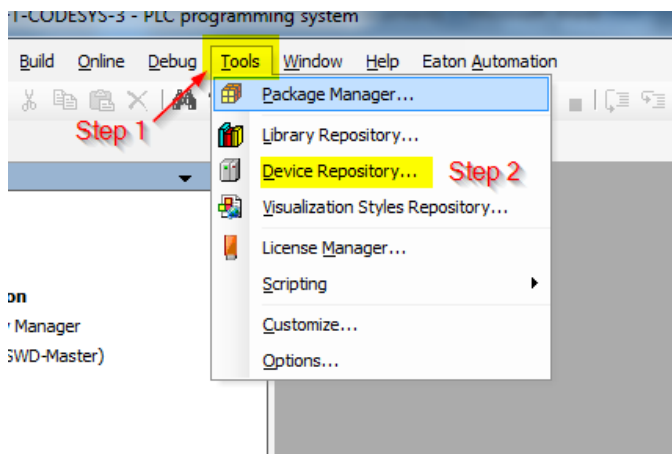 T-CODESYS-3 - PLC programming system
Build Online Debug Tools Window Help Eaton Automation
Step 1
Package Manager...
Library Repository...
Device Repository... Step 2
Visualization Styles Repository...
License Manager...
Scripting
Customize...
Options...
on
Manager
SWD-Master)